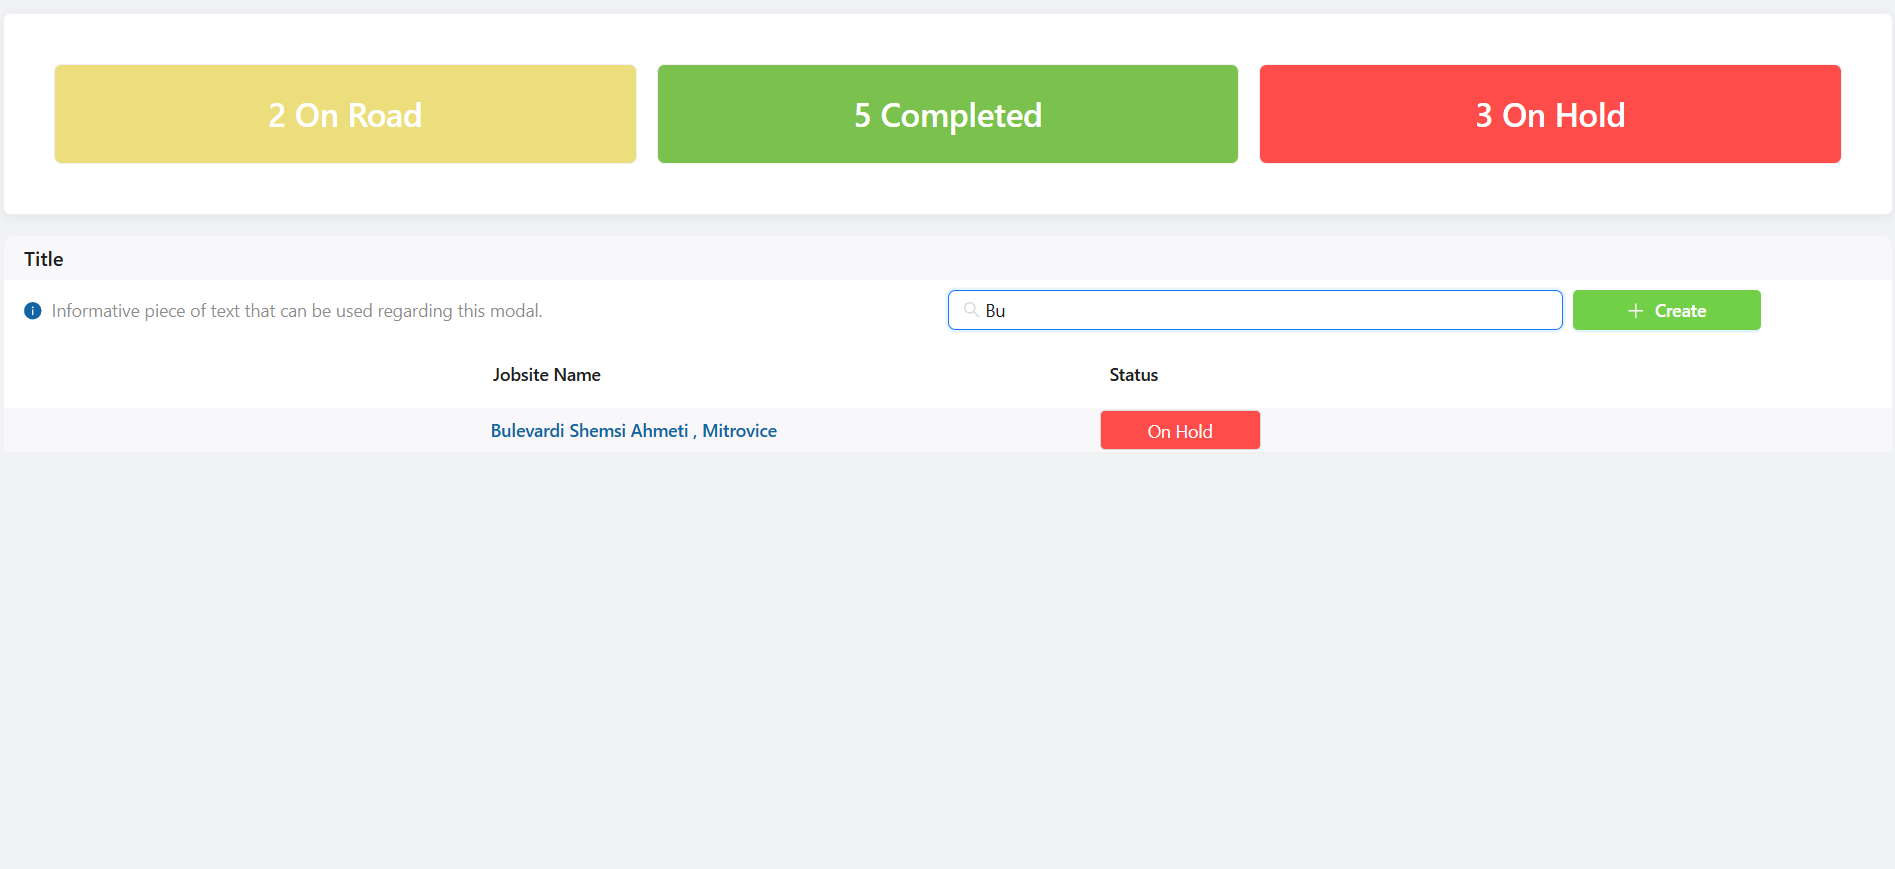 2 On Road
5 Completed
3 On Hold
Title
Informative piece of text that can be used regarding this modal.
Bu
+ Create
Jobsite Name
Status
Bulevardi Shemsi Ahmeti , Mitrovice
On Hold